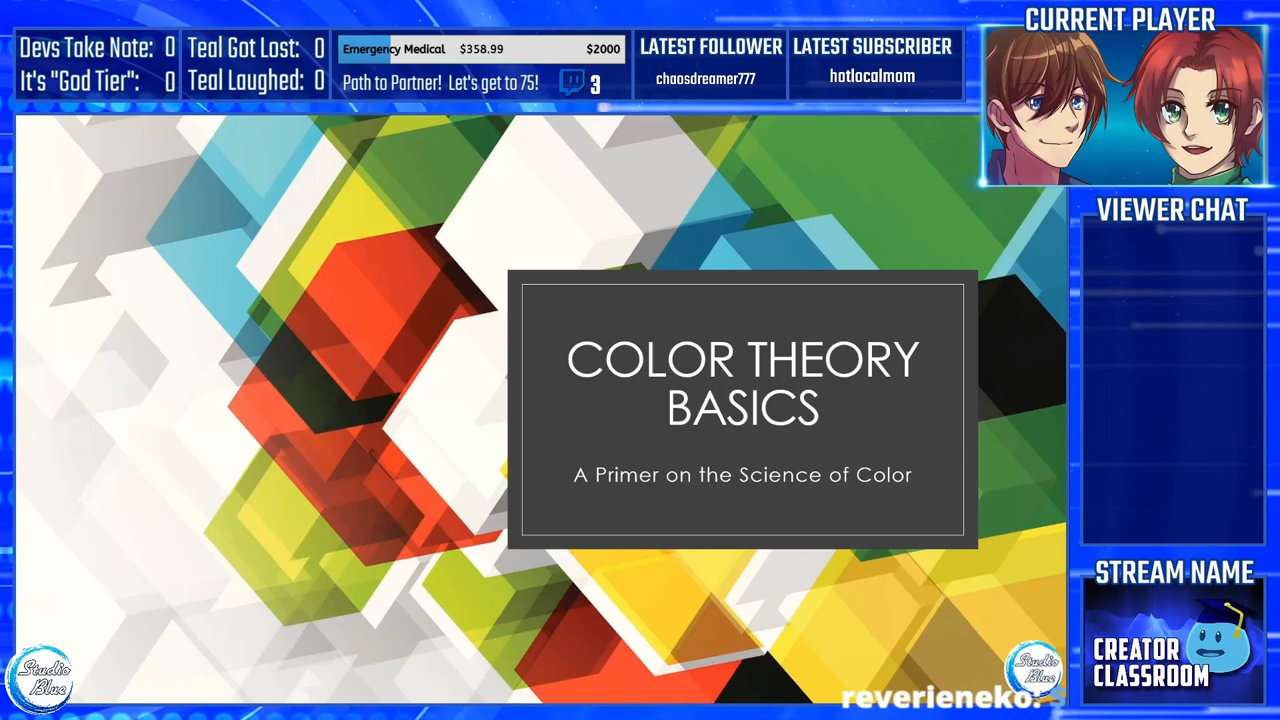 CURRENT PLAYER
Devs Take Note: 0
It's "God Tier": 0
Teal Got Lost: 0
Teal Laughed: 0
Emergency Medical $358.99 $2000
Path to Partner! Let's get to 75! 3
LATEST FOLLOWER
chaosdreamer777
LATEST SUBSCRIBER
hotlocalmom
VIEWER CHAT
COLOR THEORY
BASICS
A Primer on the Science of Color
STREAM NAME
CREATOR
CLASSROOM
Studio
Blue
Studio
Blue
reverieneko: S